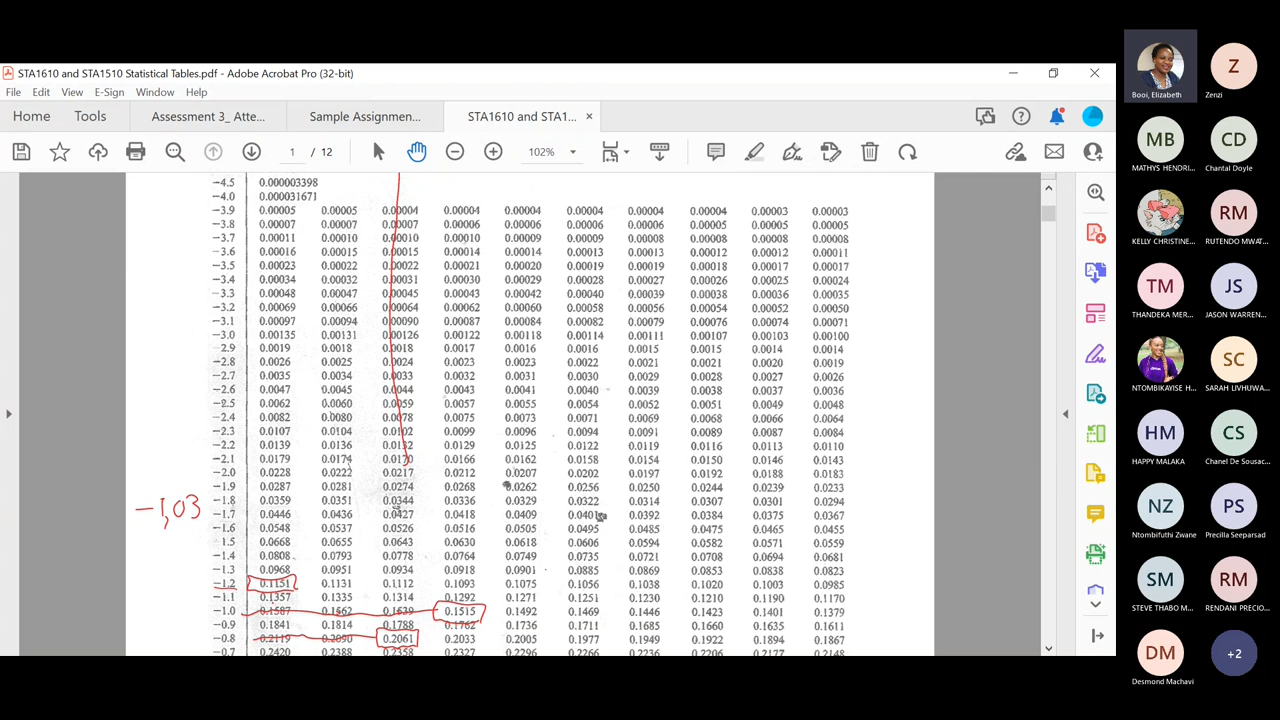 STA1610 and STA1510 Statistical Tables.pdf - Adobe Acrobat Pro (32-bit)
File Edit View E-Sign Window Help
Home Tools Assessment 3_ Atte... Sample Assignmen... STA1610 and STA1... ×
1 / 12 102%
−4.5 0.000003398
−4.0 0.000031671
−3.9 0.00005 0.00005 0.00004 0.00004 0.00004 0.00004 0.00004 0.00004 0.00003 0.00003
−3.8 0.00007 0.00007 0.00007 0.00006 0.00006 0.00006 0.00006 0.00005 0.00005 0.00005
−3.7 0.00011 0.00010 0.00010 0.00010 0.00009 0.00008 0.00008 0.00008 0.00008 0.00008
−3.6 0.00016 0.00015 0.00015 0.00014 0.00014 0.00013 0.00013 0.00012 0.00012 0.00011
−3.5 0.00023 0.00022 0.00022 0.00021 0.00020 0.00019 0.00019 0.00018 0.00017 0.00017
−3.4 0.00034 0.00032 0.00031 0.00030 0.00029 0.00028 0.00027 0.00026 0.00025 0.00024
−3.3 0.00048 0.00047 0.00045 0.00043 0.00042 0.00040 0.00039 0.00038 0.00036 0.00035
−3.2 0.00069 0.00066 0.00064 0.00062 0.00060 0.00058 0.00056 0.00054 0.00052 0.00050
−3.1 0.00097 0.00094 0.00090 0.00087 0.00084 0.00082 0.00079 0.00076 0.00074 0.00071
−3.0 0.00135 0.00131 0.00126 0.00122 0.00118 0.00114 0.00111 0.00107 0.00103 0.00100
−2.9 0.0019 0.0018 0.0018 0.0017 0.0016 0.0016 0.0015 0.0015 0.0014 0.0014
−2.8 0.0026 0.0025 0.0024 0.0023 0.0023 0.0022 0.0021 0.0021 0.0020 0.0019
−2.7 0.0035 0.0034 0.0033 0.0032 0.0031 0.0030 0.0029 0.0028 0.0027 0.0026
−2.6 0.0047 0.0045 0.0044 0.0043 0.0041 0.0040 0.0039 0.0038 0.0037 0.0036
−2.5 0.0062 0.0060 0.0059 0.0057 0.0055 0.0054 0.0052 0.0051 0.0049 0.0048
−2.4 0.0082 0.0080 0.0078 0.0075 0.0073 0.0071 0.0069 0.0068 0.0066 0.0064
−2.3 0.0107 0.0104 0.0102 0.0099 0.0096 0.0094 0.0091 0.0089 0.0087 0.0084
−2.2 0.0139 0.0136 0.0132 0.0129 0.0125 0.0122 0.0119 0.0116 0.0113 0.0110
−2.1 0.0179 0.0174 0.0170 0.0166 0.0162 0.0158 0.0154 0.0150 0.0146 0.0143
−2.0 0.0228 0.0222 0.0217 0.0212 0.0207 0.0202 0.0197 0.0192 0.0188 0.0183
−1.9 0.0287 0.0281 0.0274 0.0268 0.0262 0.0256 0.0250 0.0244 0.0239 0.0233
−1.8 0.0359 0.0351 0.0344 0.0336 0.0329 0.0322 0.0314 0.0307 0.0301 0.0294
−1,03
−1.7 0.0446 0.0436 0.0427 0.0418 0.0409 0.0401 0.0392 0.0384 0.0375 0.0367
−1.6 0.0548 0.0537 0.0526 0.0516 0.0505 0.0495 0.0485 0.0475 0.0465 0.0455
−1.5 0.0668 0.0655 0.0643 0.0630 0.0618 0.0606 0.0594 0.0582 0.0571 0.0559
−1.4 0.0808 0.0793 0.0778 0.0764 0.0749 0.0735 0.0721 0.0708 0.0694 0.0681
−1.3 0.0968 0.0951 0.0934 0.0918 0.0901 0.0885 0.0869 0.0853 0.0838 0.0823
−1.2 0.1151 0.1131 0.1112 0.1093 0.1075 0.1056 0.1038 0.1020 0.1003 0.0985
−1.1 0.1357 0.1335 0.1314 0.1292 0.1271 0.1251 0.1230 0.1210 0.1190 0.1170
−1.0 0.1587 0.1562 0.1539 0.1515 0.1492 0.1469 0.1446 0.1423 0.1401 0.1379
−0.9 0.1841 0.1814 0.1788 0.1762 0.1736 0.1711 0.1685 0.1660 0.1635 0.1611
−0.8 0.2119 0.2090 0.2061 0.2033 0.2005 0.1977 0.1949 0.1922 0.1894 0.1867
−0.7 0.2420 0.2388 0.2358 0.2327 0.2296 0.2266 0.2236 0.2206 0.2177 0.2148
Booi, Elizabeth
Z
Zenzi
MB
MATHYS HENDRI...
CD
Chantal Doyle
KELLY CHRISTINE...
RM
RUTENDO MWAT...
TM
THANDEKA MER...
JS
JASON WARREN...
NTOMBIKAYISE H...
SC
SARAH LIVHUWA...
HM
HAPPY MALAKA
CS
Chanel De Sousac...
NZ
Ntombifuthi Zwane
PS
Precilla Seeparsad
SM
STEVE THABO M...
RM
RENDANI PRECIO...
DM
Desmond Machavi
+2